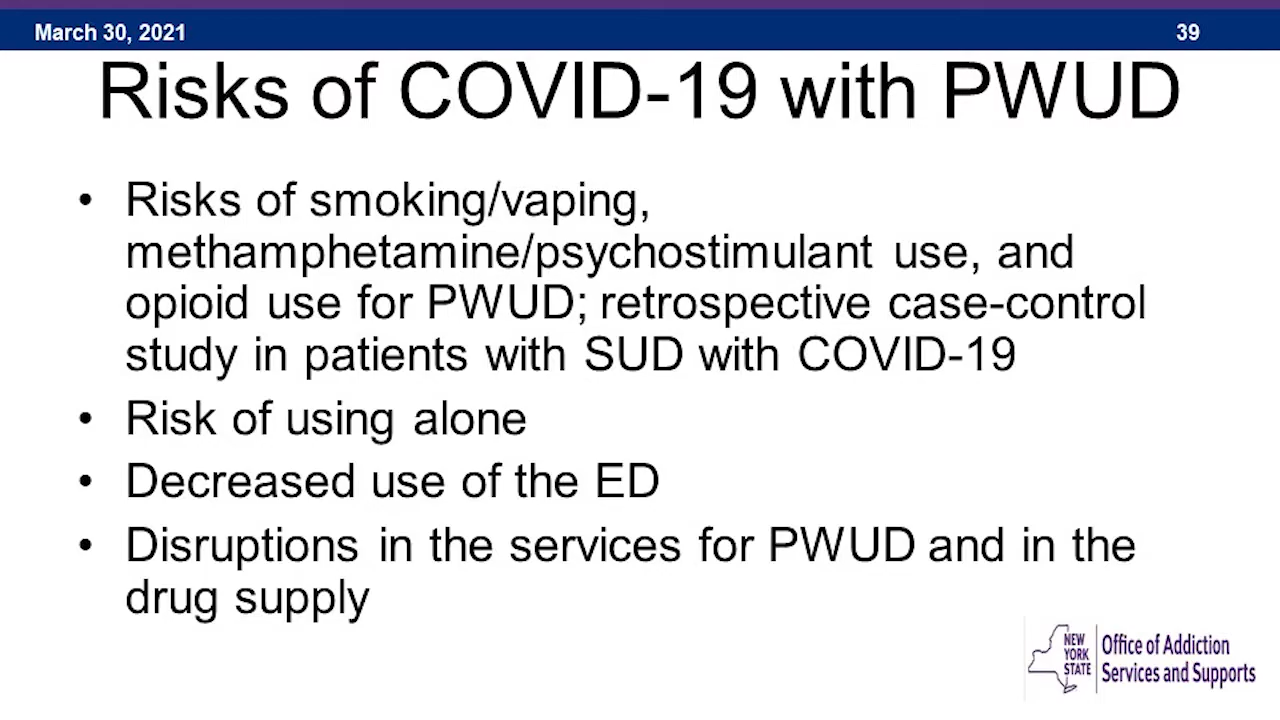 March 30, 2021
39
Risks of COVID-19 with PWUD
• Risks of smoking/vaping,
methamphetamine/psychostimulant use, and
opioid use for PWUD; retrospective case-control
study in patients with SUD with COVID-19
• Risk of using alone
• Decreased use of the ED
• Disruptions in the services for PWUD and in the
drug supply
NEW
YORK
STATE
Office of Addiction
Services and Supports